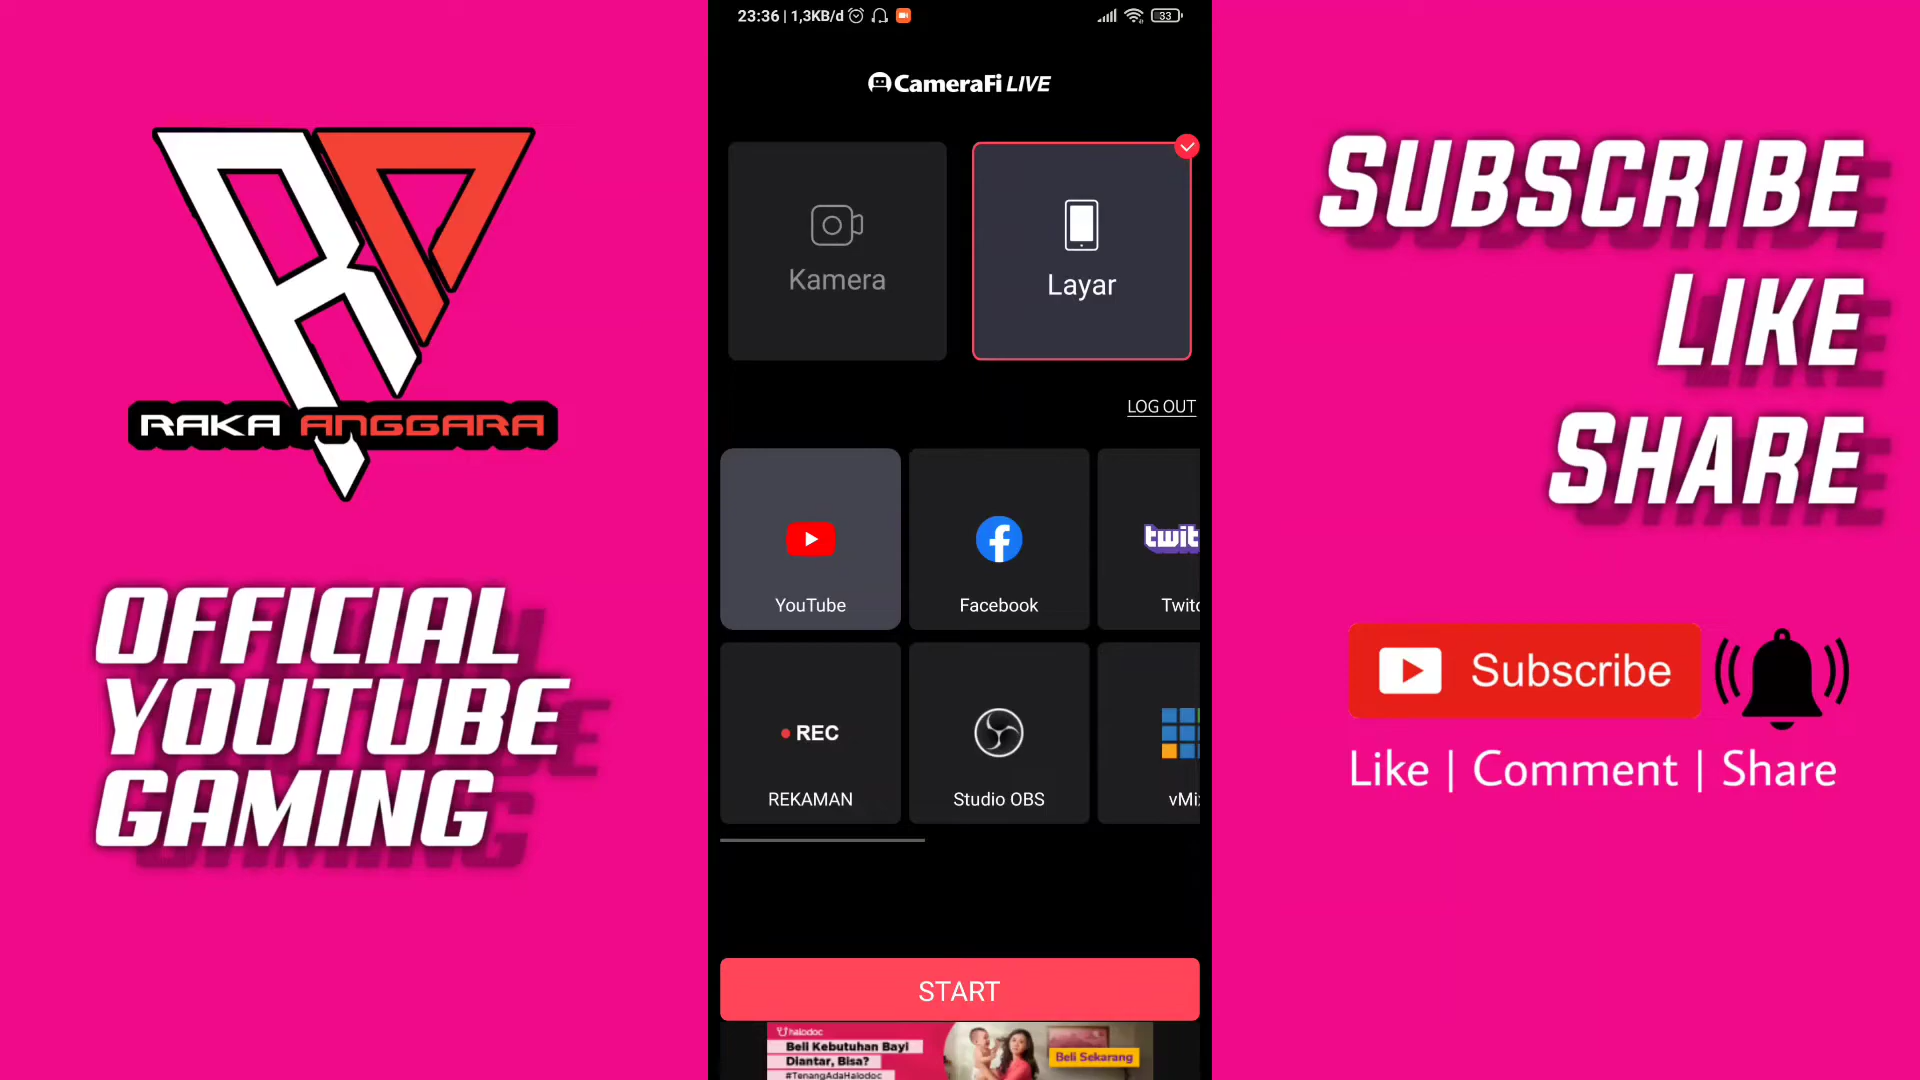 23:36 | 1,3KB/d
33
CameraFi LIVE
Kamera
Layar
LOG OUT
YouTube
Facebook
twit
Twitc
REC
REKAMAN
Studio OBS
vMi
START
halodoc
Beli Kebutuhan Bayi
Diantar, Bisa?
#TenangAdaHalodoc
Beli Sekarang
RAKA ANGGARA
OFFICIAL
YOUTUBE
GAMING
SUBSCRIBE
LIKE
SHARE
Subscribe
Like | Comment | Share